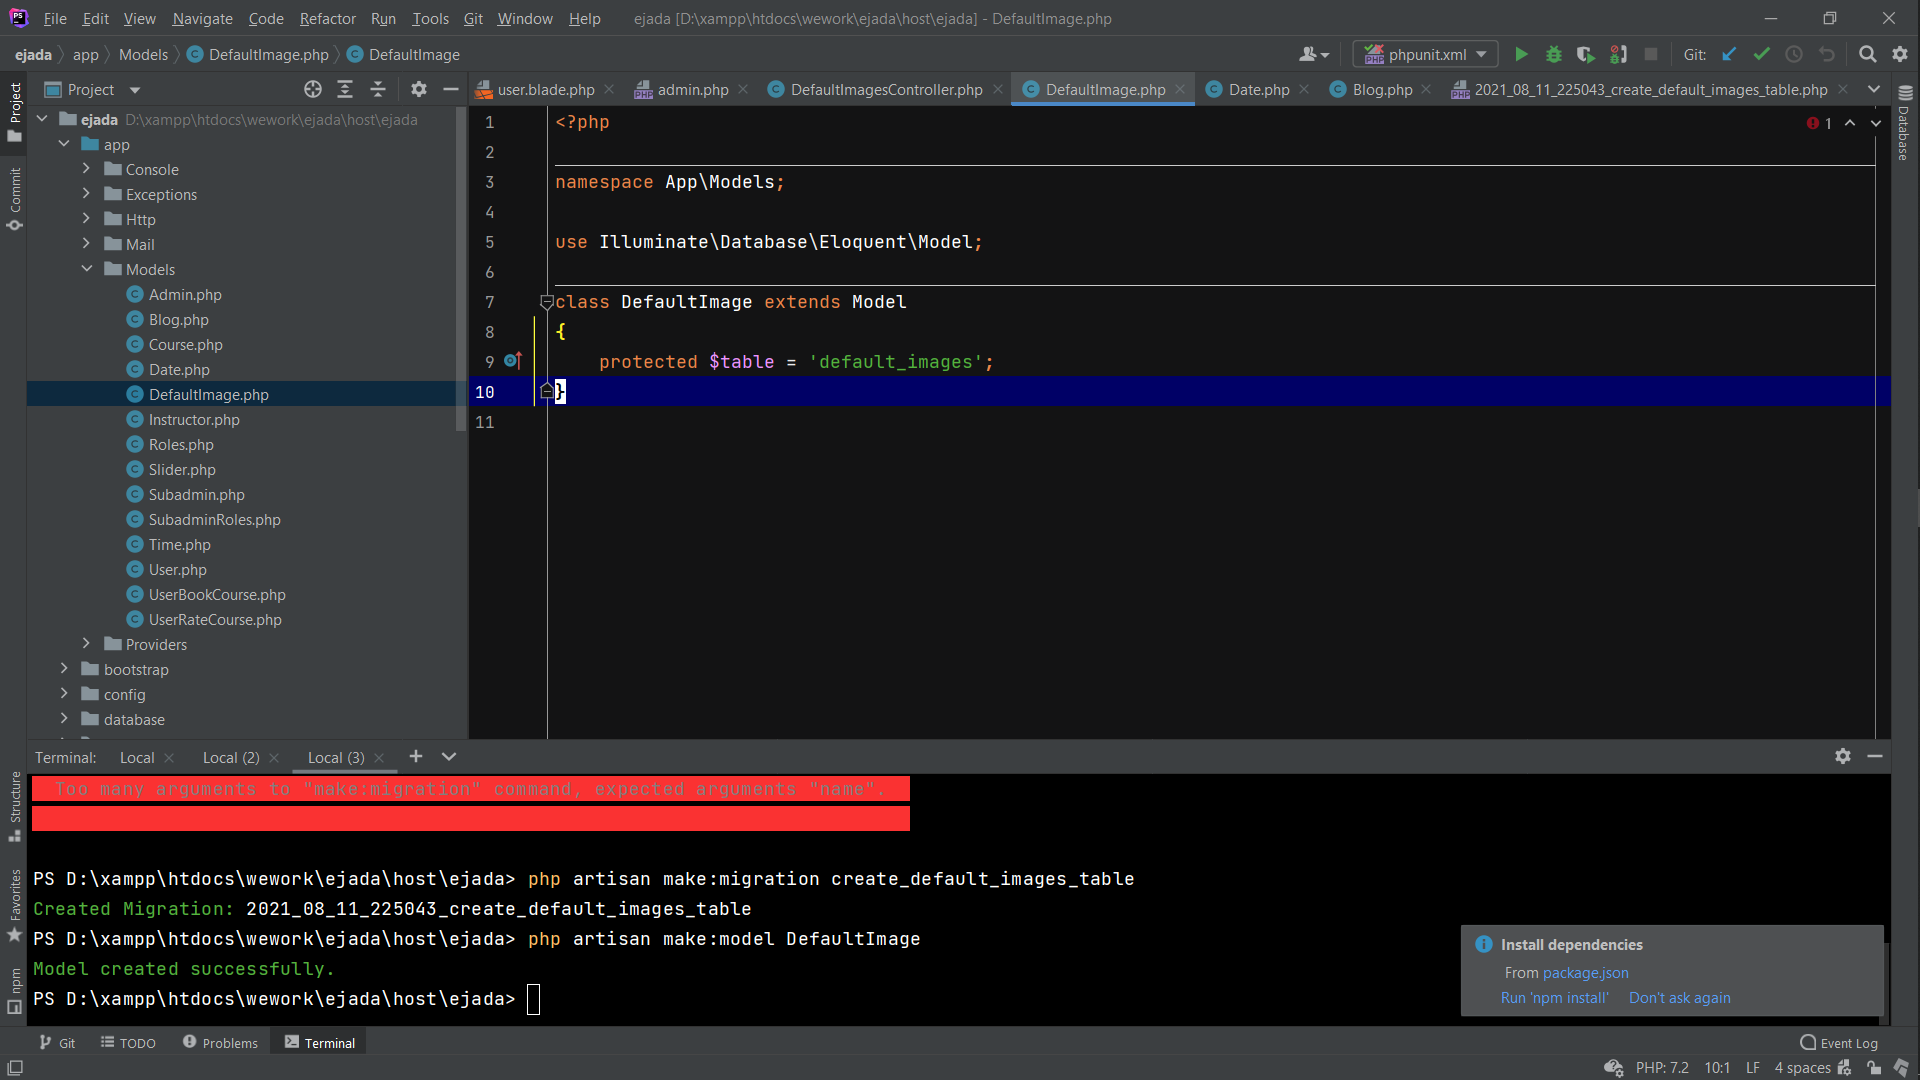 File Edit View Navigate Code Refactor Run Tools Git Window Help ejada [D:\xampp\htdocs\wework\ejada\host\ejada] - DefaultImage.php
ejada app Models DefaultImage.php DefaultImage phpunit.xml Git:
Project
user.blade.php admin.php DefaultImagesController.php DefaultImage.php Date.php Blog.php 2021_08_11_225043_create_default_images_table.php
Project
Commit
Structure
Favorites
npm
Database
ejada D:\xampp\htdocs\wework\ejada\host\ejada
app
Console
Exceptions
Http
Mail
Models
Admin.php
Blog.php
Course.php
Date.php
DefaultImage.php
Instructor.php
Roles.php
Slider.php
Subadmin.php
SubadminRoles.php
Time.php
User.php
UserBookCourse.php
UserRateCourse.php
Providers
bootstrap
config
database
1 <?php
1
2
3 namespace App\Models;
4
5 use Illuminate\Database\Eloquent\Model;
6
7 class DefaultImage extends Model
8 {
9 protected $table = 'default_images';
10 }
11
Terminal: Local Local (2) Local (3)
Too many arguments to "make:migration" command, expected arguments "name".
PS D:\xampp\htdocs\wework\ejada\host\ejada> php artisan make:migration create_default_images_table
Created Migration: 2021_08_11_225043_create_default_images_table
PS D:\xampp\htdocs\wework\ejada\host\ejada> php artisan make:model DefaultImage
Model created successfully.
PS D:\xampp\htdocs\wework\ejada\host\ejada>
Install dependencies
From package.json
Run 'npm install' Don't ask again
Git TODO Problems Terminal Event Log
PHP: 7.2 10:1 LF 4 spaces